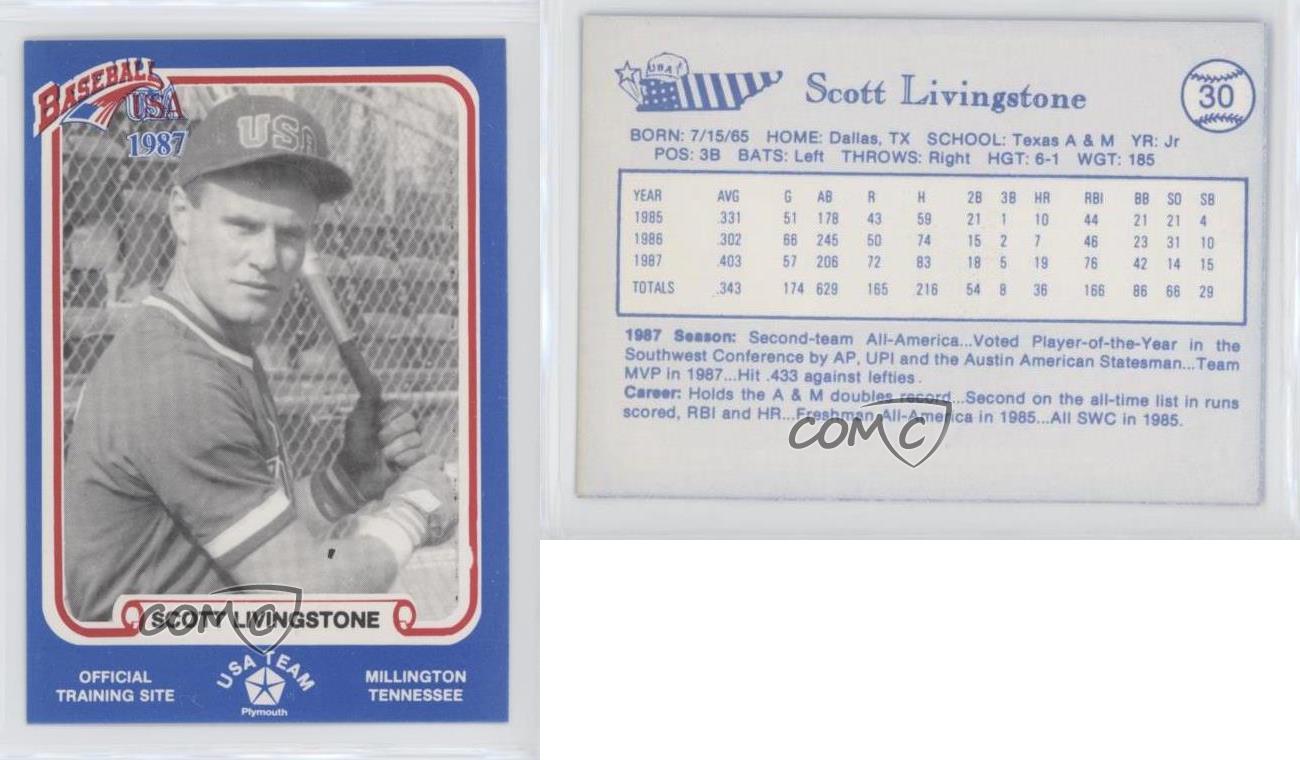 BASEBALL
USA
1987
USA
SCOTT LIVINGSTONE
COMC
OFFICIAL
TRAINING SITE
USA TEAM
Plymouth
MILLINGTON
TENNESSEE
USA
Scott Livingstone
30
BORN: 7/15/65 HOME: Dallas, TX SCHOOL: Texas A & M YR: Jr
POS: 3B BATS: Left THROWS: Right HGT: 6-1 WGT: 185
YEAR AVG G AB R H 2B 3B HR RBI BB SO SB
1985 .331 51 178 43 59 21 1 10 44 21 21 4
1986 .302 66 245 50 74 15 2 7 46 23 31 10
1987 .403 57 206 72 83 18 5 19 76 42 14 15
TOTALS .343 174 629 165 216 54 8 36 166 86 66 29
1987 Season: Second-team All-America...Voted Player-of-the-Year in the
Southwest Conference by AP, UPI and the Austin American Statesman...Team
MVP in 1987...Hit .433 against lefties.
Career: Holds the A & M doubles record...Second on the all-time list in runs
scored, RBI and HR...Freshman All-America in 1985...All SWC in 1985.
COMC